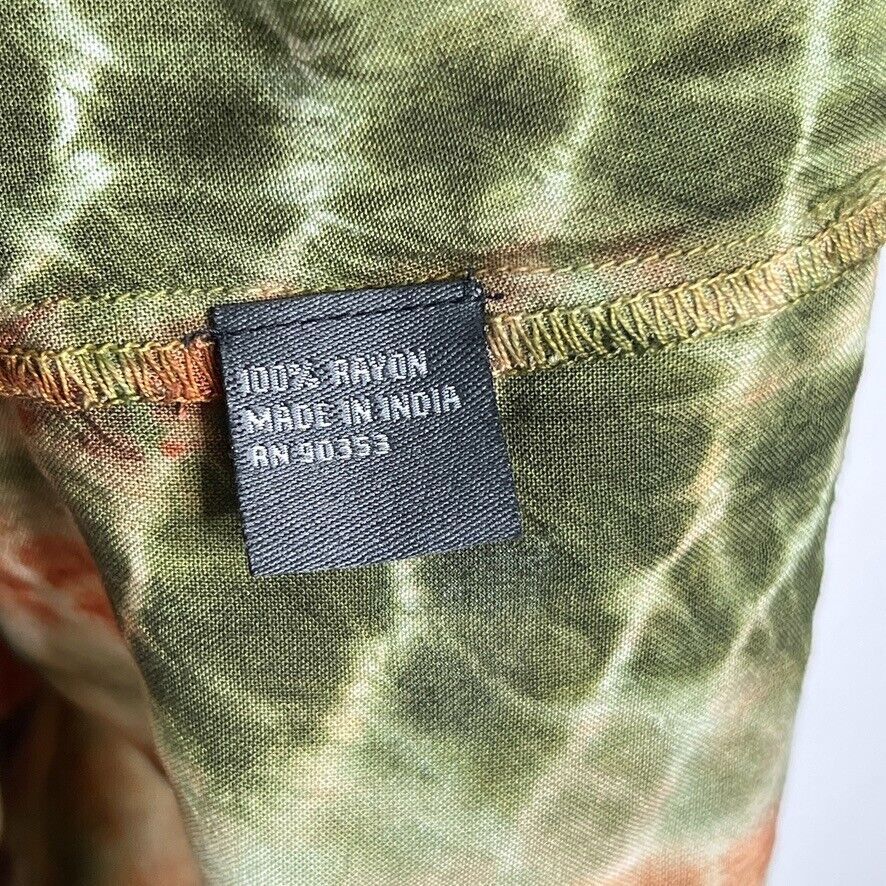 100% RAYON
MADE IN INDIA
RN 90353